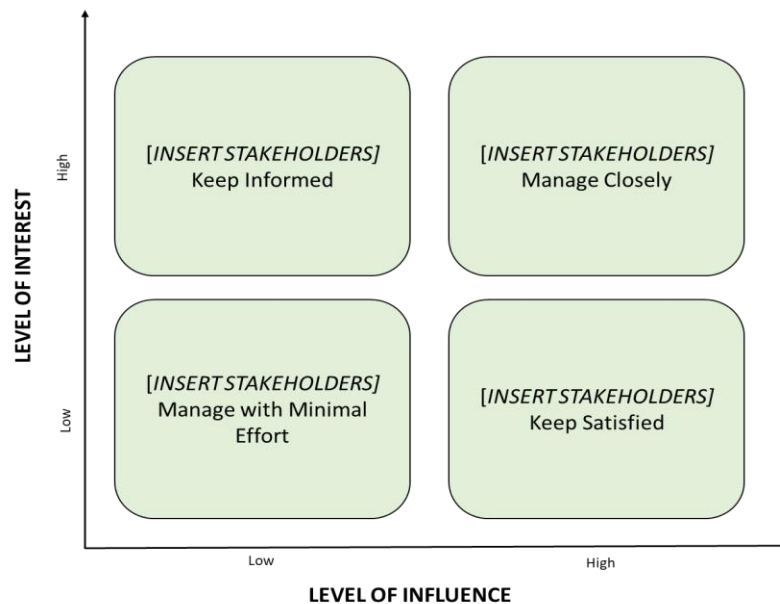 LEVEL OF INTEREST
High
Low
[INSERT STAKEHOLDERS]
Keep Informed
[INSERT STAKEHOLDERS]
Manage Closely
[INSERT STAKEHOLDERS]
Manage with Minimal
Effort
[INSERT STAKEHOLDERS]
Keep Satisfied
Low
High
LEVEL OF INFLUENCE